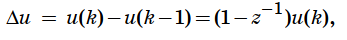 Δu = u(k) − u(k − 1) = (1 − z⁻¹)u(k),